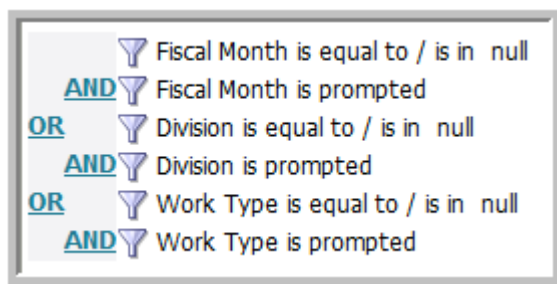 Fiscal Month is equal to / is in null
AND Fiscal Month is prompted
OR Division is equal to / is in null
AND Division is prompted
OR Work Type is equal to / is in null
AND Work Type is prompted